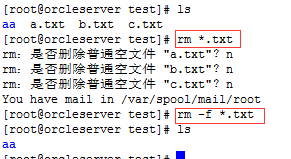 [root@orcleserver test]# ls
aa  a.txt  b.txt  c.txt
[root@orcleserver test]# rm *.txt
rm: 是否删除普通空文件 "a.txt"? n
rm: 是否删除普通空文件 "b.txt"? n
rm: 是否删除普通空文件 "c.txt"? n
You have mail in /var/spool/mail/root
[root@orcleserver test]# rm -f *.txt
[root@orcleserver test]# ls
aa
[root@orcleserver test]#